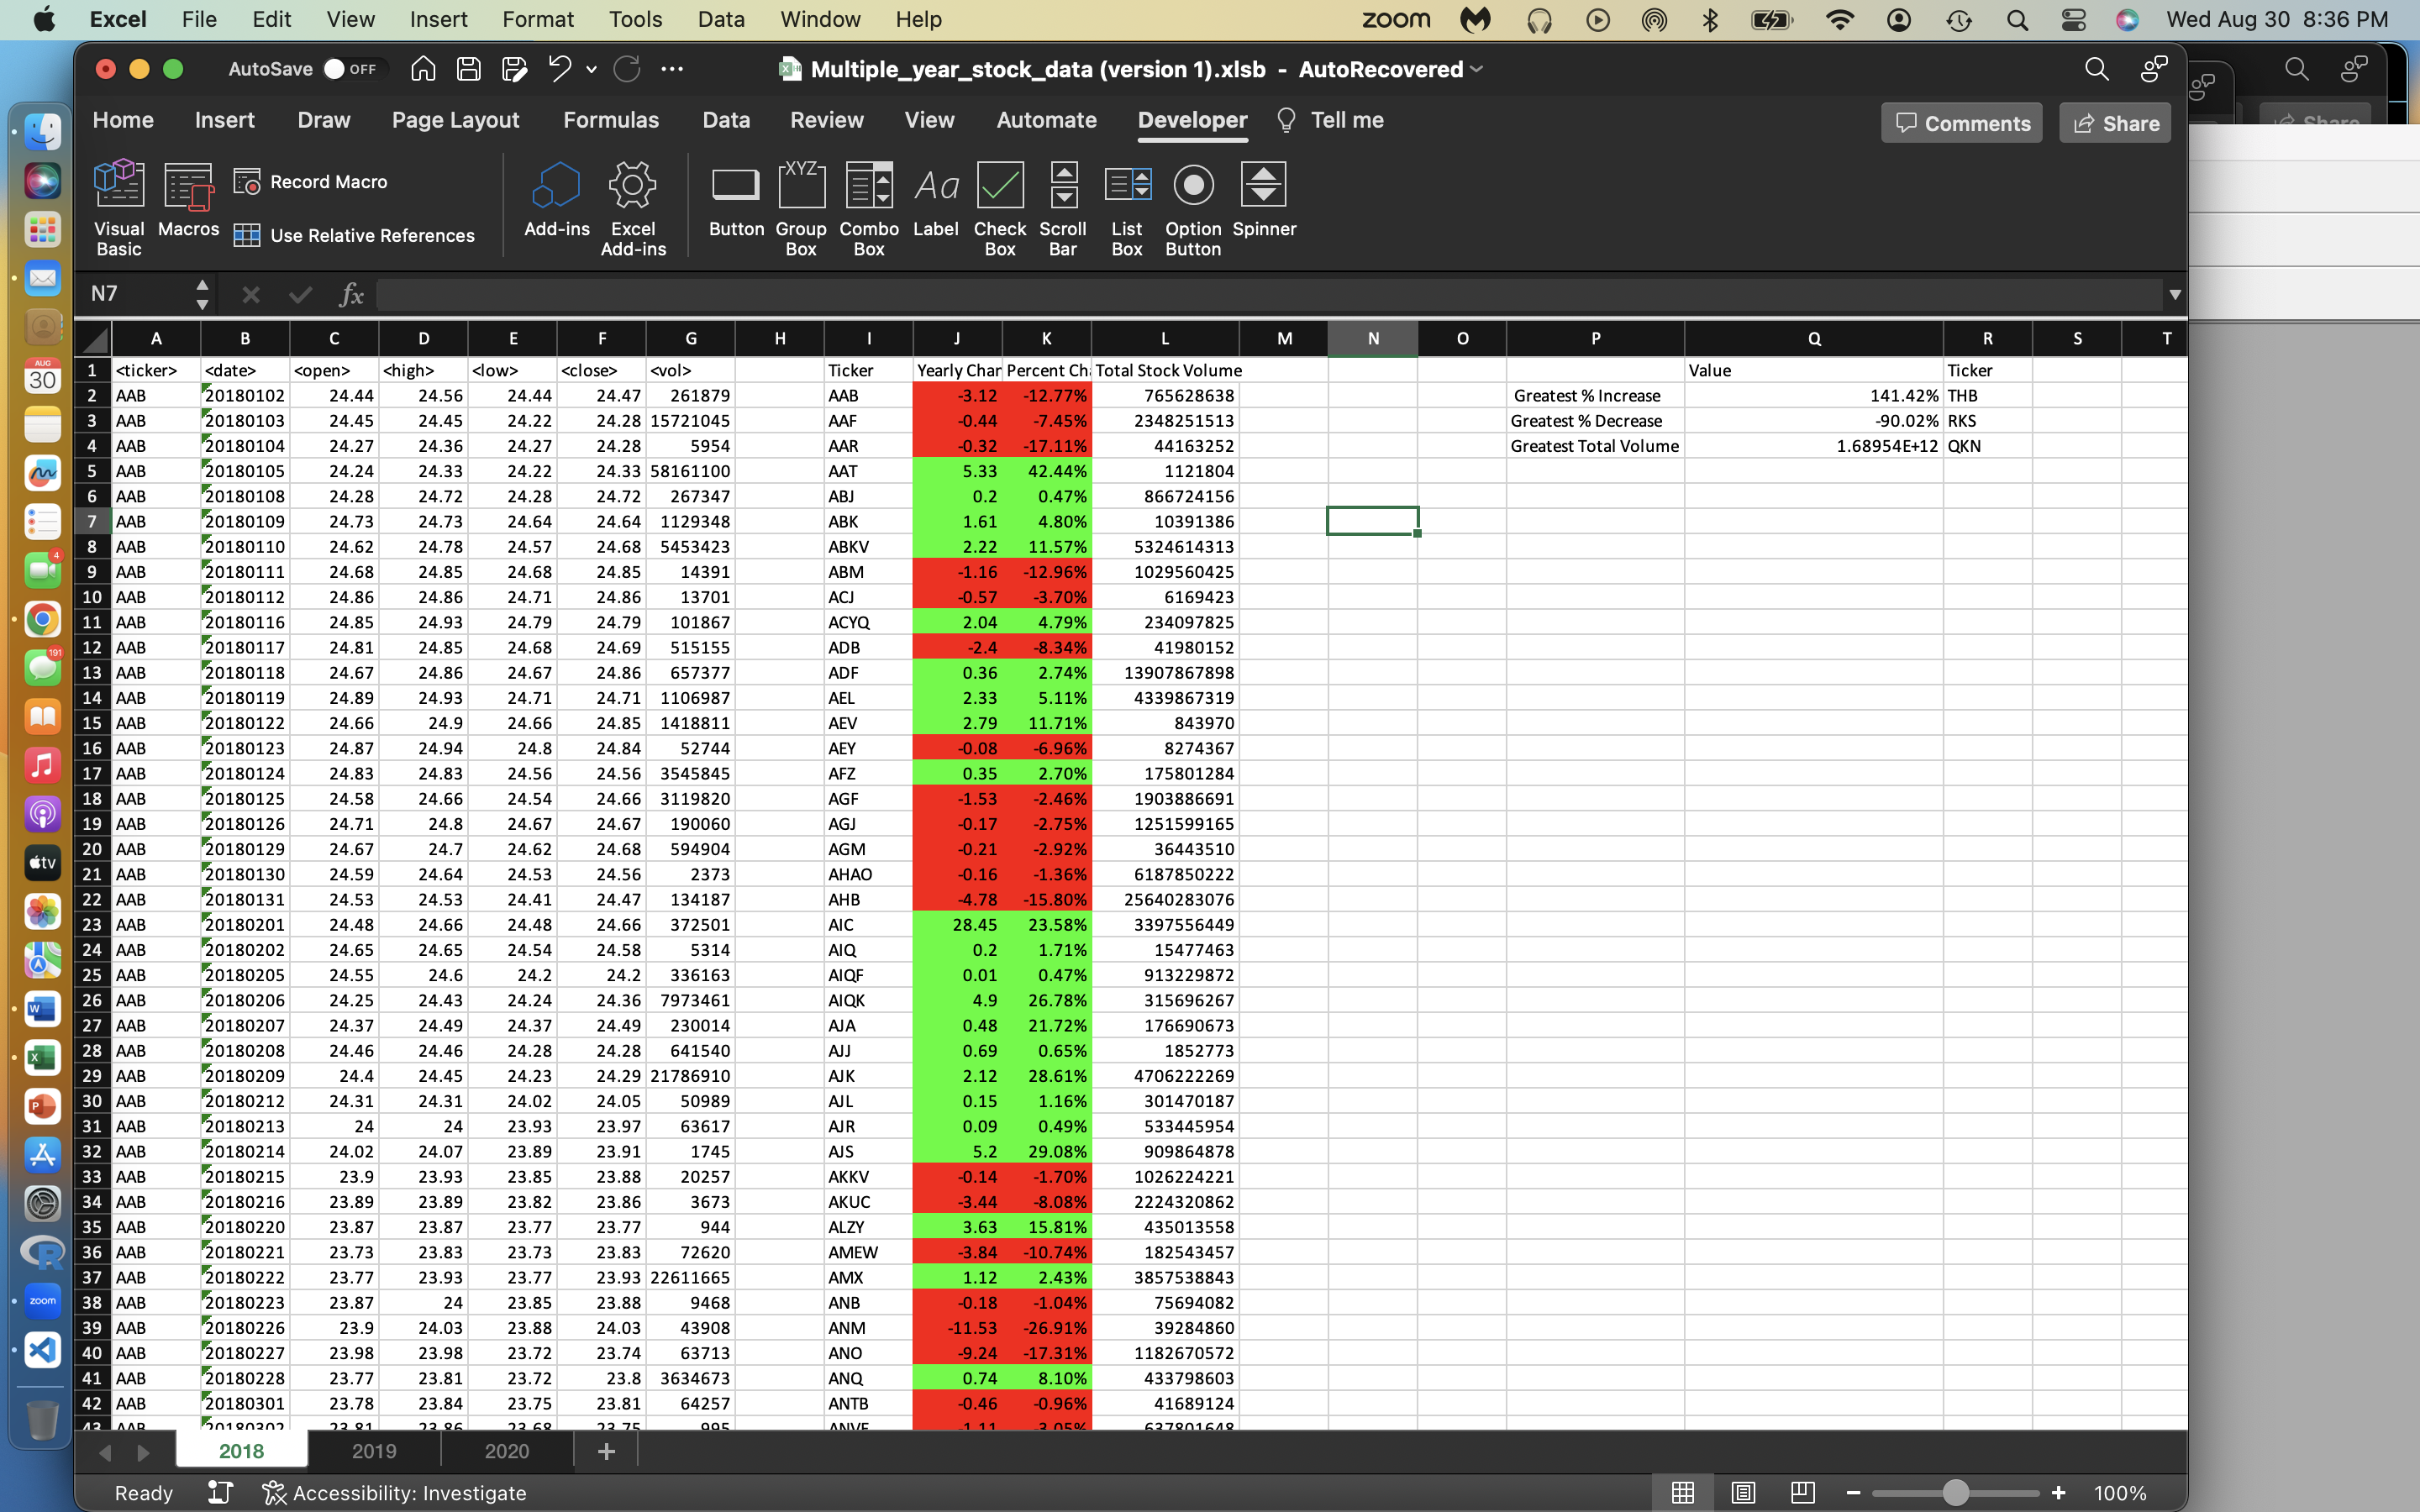 Excel File Edit View Insert Format Tools Data Window Help zoom Wed Aug 30 8:36 PM
AutoSave OFF Multiple_year_stock_data (version 1).xlsb - AutoRecovered
Home Insert Draw Page Layout Formulas Data Review View Automate Developer Tell me Comments Share
Share
Visual Basic Macros Record Macro Use Relative References Add-ins Excel Add-ins Button Group Box Combo Box Label Check Box Scroll Bar List Box Option Button Spinner
XYZ Aa
N7 fx
A B C D E F G H I J K L M N O P Q R S T
1 <ticker> <date> <open> <high> <low> <close> <vol> Ticker Yearly Char Percent Ch Total Stock Volume Value Ticker
2 AAB 20180102 24.44 24.56 24.44 24.47 261879 AAB -3.12 -12.77% 765628638 Greatest % Increase 141.42% THB
3 AAB 20180103 24.45 24.45 24.22 24.28 15721045 AAF -0.44 -7.45% 2348251513 Greatest % Decrease -90.02% RKS
4 AAB 20180104 24.27 24.36 24.27 24.28 5954 AAR -0.32 -17.11% 44163252 Greatest Total Volume 1.68954E+12 QKN
5 AAB 20180105 24.24 24.33 24.22 24.33 58161100 AAT 5.33 42.44% 1121804
6 AAB 20180108 24.28 24.72 24.28 24.72 267347 ABJ 0.2 0.47% 866724156
7 AAB 20180109 24.73 24.73 24.64 24.64 1129348 ABK 1.61 4.80% 10391386
8 AAB 20180110 24.62 24.78 24.57 24.68 5453423 ABKV 2.22 11.57% 5324614313
9 AAB 20180111 24.68 24.85 24.68 24.85 14391 ABM -1.16 -12.96% 1029560425
10 AAB 20180112 24.86 24.86 24.71 24.86 13701 ACJ -0.57 -3.70% 6169423
11 AAB 20180116 24.85 24.93 24.79 24.79 101867 ACYQ 2.04 4.79% 234097825
12 AAB 20180117 24.81 24.85 24.68 24.69 515155 ADB -2.4 -8.34% 41980152
13 AAB 20180118 24.67 24.86 24.67 24.86 657377 ADF 0.36 2.74% 13907867898
14 AAB 20180119 24.89 24.93 24.71 24.71 1106987 AEL 2.33 5.11% 4339867319
15 AAB 20180122 24.66 24.9 24.66 24.85 1418811 AEV 2.79 11.71% 843970
16 AAB 20180123 24.87 24.94 24.8 24.84 52744 AEY -0.08 -6.96% 8274367
17 AAB 20180124 24.83 24.83 24.56 24.56 3545845 AFZ 0.35 2.70% 175801284
18 AAB 20180125 24.58 24.66 24.54 24.66 3119820 AGF -1.53 -2.46% 1903886691
19 AAB 20180126 24.71 24.8 24.67 24.67 190060 AGJ -0.17 -2.75% 1251599165
20 AAB 20180129 24.67 24.7 24.62 24.68 594904 AGM -0.21 -2.92% 36443510
21 AAB 20180130 24.59 24.64 24.53 24.56 2373 AHAO -0.16 -1.36% 6187850222
22 AAB 20180131 24.53 24.53 24.41 24.47 134187 AHB -4.78 -15.80% 25640283076
23 AAB 20180201 24.48 24.66 24.48 24.66 372501 AIC 28.45 23.58% 3397556449
24 AAB 20180202 24.65 24.65 24.54 24.58 5314 AIQ 0.2 1.71% 15477463
25 AAB 20180205 24.55 24.6 24.2 24.2 336163 AIQF 0.01 0.47% 913229872
26 AAB 20180206 24.25 24.43 24.24 24.36 7973461 AIQK 4.9 26.78% 315696267
27 AAB 20180207 24.37 24.49 24.37 24.49 230014 AJA 0.48 21.72% 176690673
28 AAB 20180208 24.46 24.46 24.28 24.28 641540 AJJ 0.69 0.65% 1852773
29 AAB 20180209 24.4 24.45 24.23 24.29 21786910 AJK 2.12 28.61% 4706222269
30 AAB 20180212 24.31 24.31 24.02 24.05 50989 AJL 0.15 1.16% 301470187
31 AAB 20180213 24 24 23.93 23.97 63617 AJR 0.09 0.49% 533445954
32 AAB 20180214 24.02 24.07 23.89 23.91 1745 AJS 5.2 29.08% 909864878
33 AAB 20180215 23.9 23.93 23.85 23.88 20257 AKKV -0.14 -1.70% 1026224221
34 AAB 20180216 23.89 23.89 23.82 23.86 3673 AKUC -3.44 -8.08% 2224320862
35 AAB 20180220 23.87 23.87 23.77 23.77 944 ALZY 3.63 15.81% 435013558
36 AAB 20180221 23.73 23.83 23.73 23.83 72620 AMEW -3.84 -10.74% 182543457
37 AAB 20180222 23.77 23.93 23.77 23.93 22611665 AMX 1.12 2.43% 3857538843
38 AAB 20180223 23.87 24 23.85 23.88 9468 ANB -0.18 -1.04% 75694082
39 AAB 20180226 23.9 24.03 23.88 24.03 43908 ANM -11.53 -26.91% 39284860
40 AAB 20180227 23.98 23.98 23.72 23.74 63713 ANO -9.24 -17.31% 1182670572
41 AAB 20180228 23.77 23.81 23.72 23.8 3634673 ANQ 0.74 8.10% 433798603
42 AAB 20180301 23.78 23.84 23.75 23.81 64257 ANTB -0.46 -0.96% 41689124
43 AAB 20180302 23.81 23.86 23.68 23.75 995 -1.11 -3.05% 637801648
2018 2019 2020 +
Ready Accessibility: Investigate 100%
AUG
30
4
191
tv
W
X
P
R
zoom